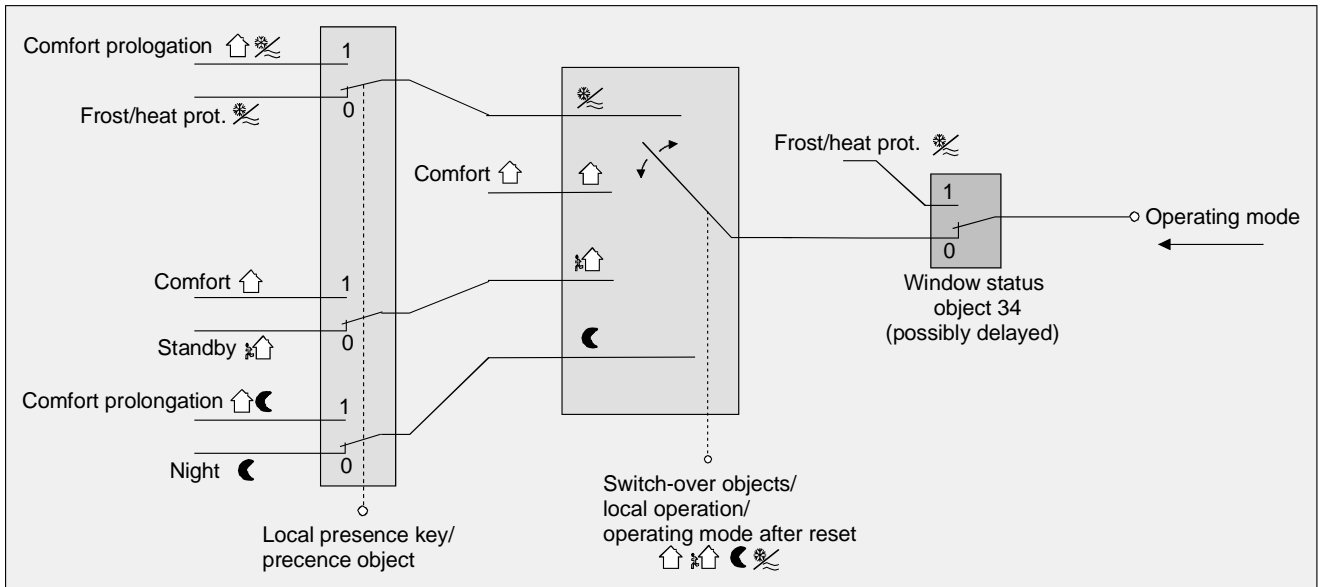 Comfort prologation
1
0
Frost/heat prot.
Comfort
1
0
Standby
Comfort prolongation
1
0
Night
Local presence key/
precence object
Comfort
Switch-over objects/
local operation/
operating mode after reset
Frost/heat prot.
1
0
Window status
object 34
(possibly delayed)
Operating mode